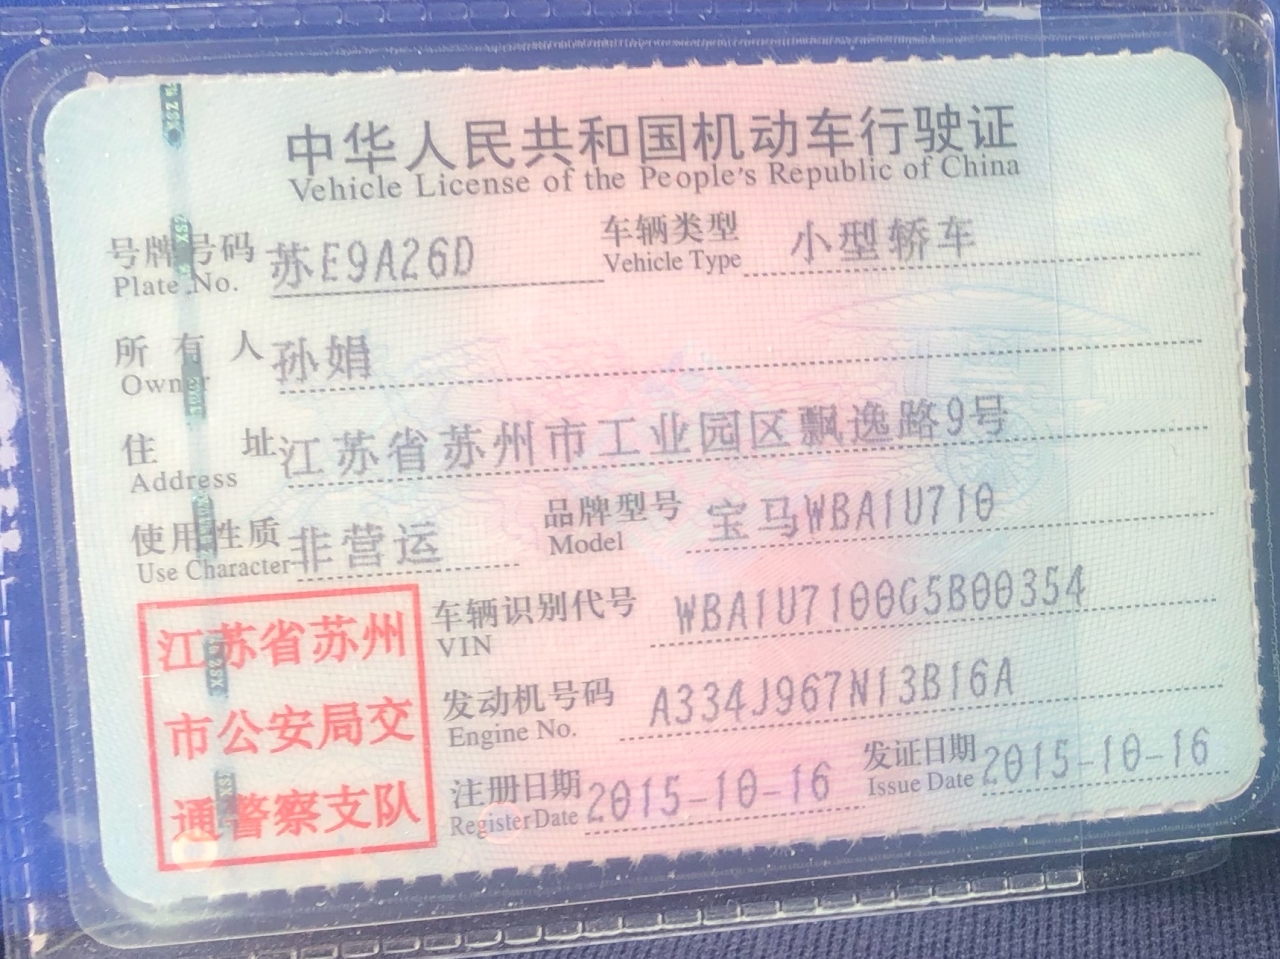 中华人民共和国机动车行驶证
Vehicle License of the People's Republic of China
号牌号码 苏E9A26D 车辆类型 小型轿车
Plate No. Vehicle Type
所有人 孙娟
Owner
住址 江苏省苏州市工业园区飘逸路9号
Address
使用性质 非营运 品牌型号 宝马WBA1U710
Use Character Model
江苏省苏州
市公安局交
通警察支队
车辆识别代号 WBA1U7100G5B00354
VIN
发动机号码 A334J967N13B16A
Engine No.
注册日期 2015-10-16 发证日期 2015-10-16
Register Date Issue Date